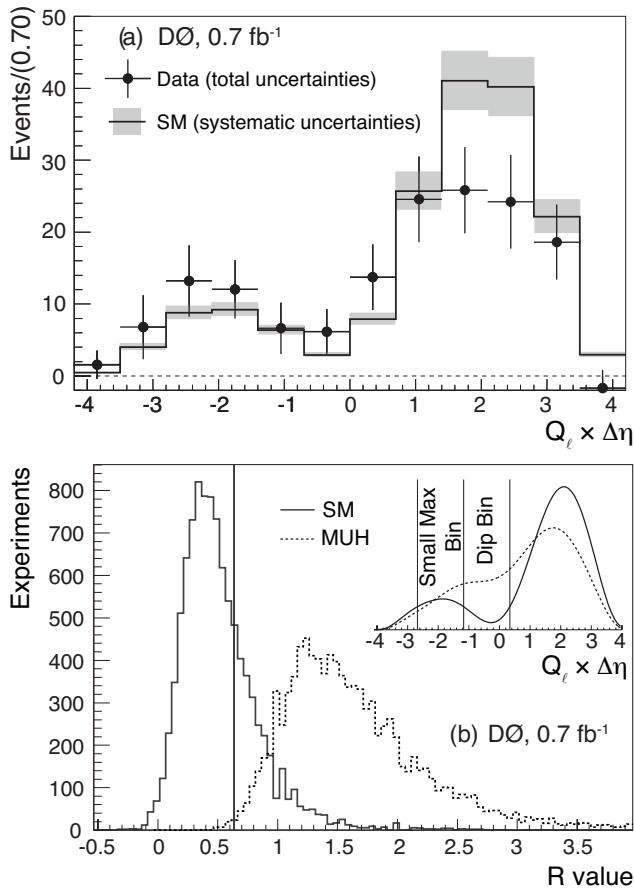 50
40
30
20
10
0
Events/(0.70)
(a) DØ, 0.7 fb⁻¹
Data (total uncertainties)
SM (systematic uncertainties)
-4 -3 -2 -1 0 1 2 3 4
Qℓ × Δη
Experiments
800
700
600
500
400
300
200
100
0
SM
MUH
Small Max
Bin
Dip Bin
-4 -3 -2 -1 0 1 2 3 4
Qℓ × Δη
(b) DØ, 0.7 fb⁻¹
-0.5 0 0.5 1 1.5 2 2.5 3 3.5
R value